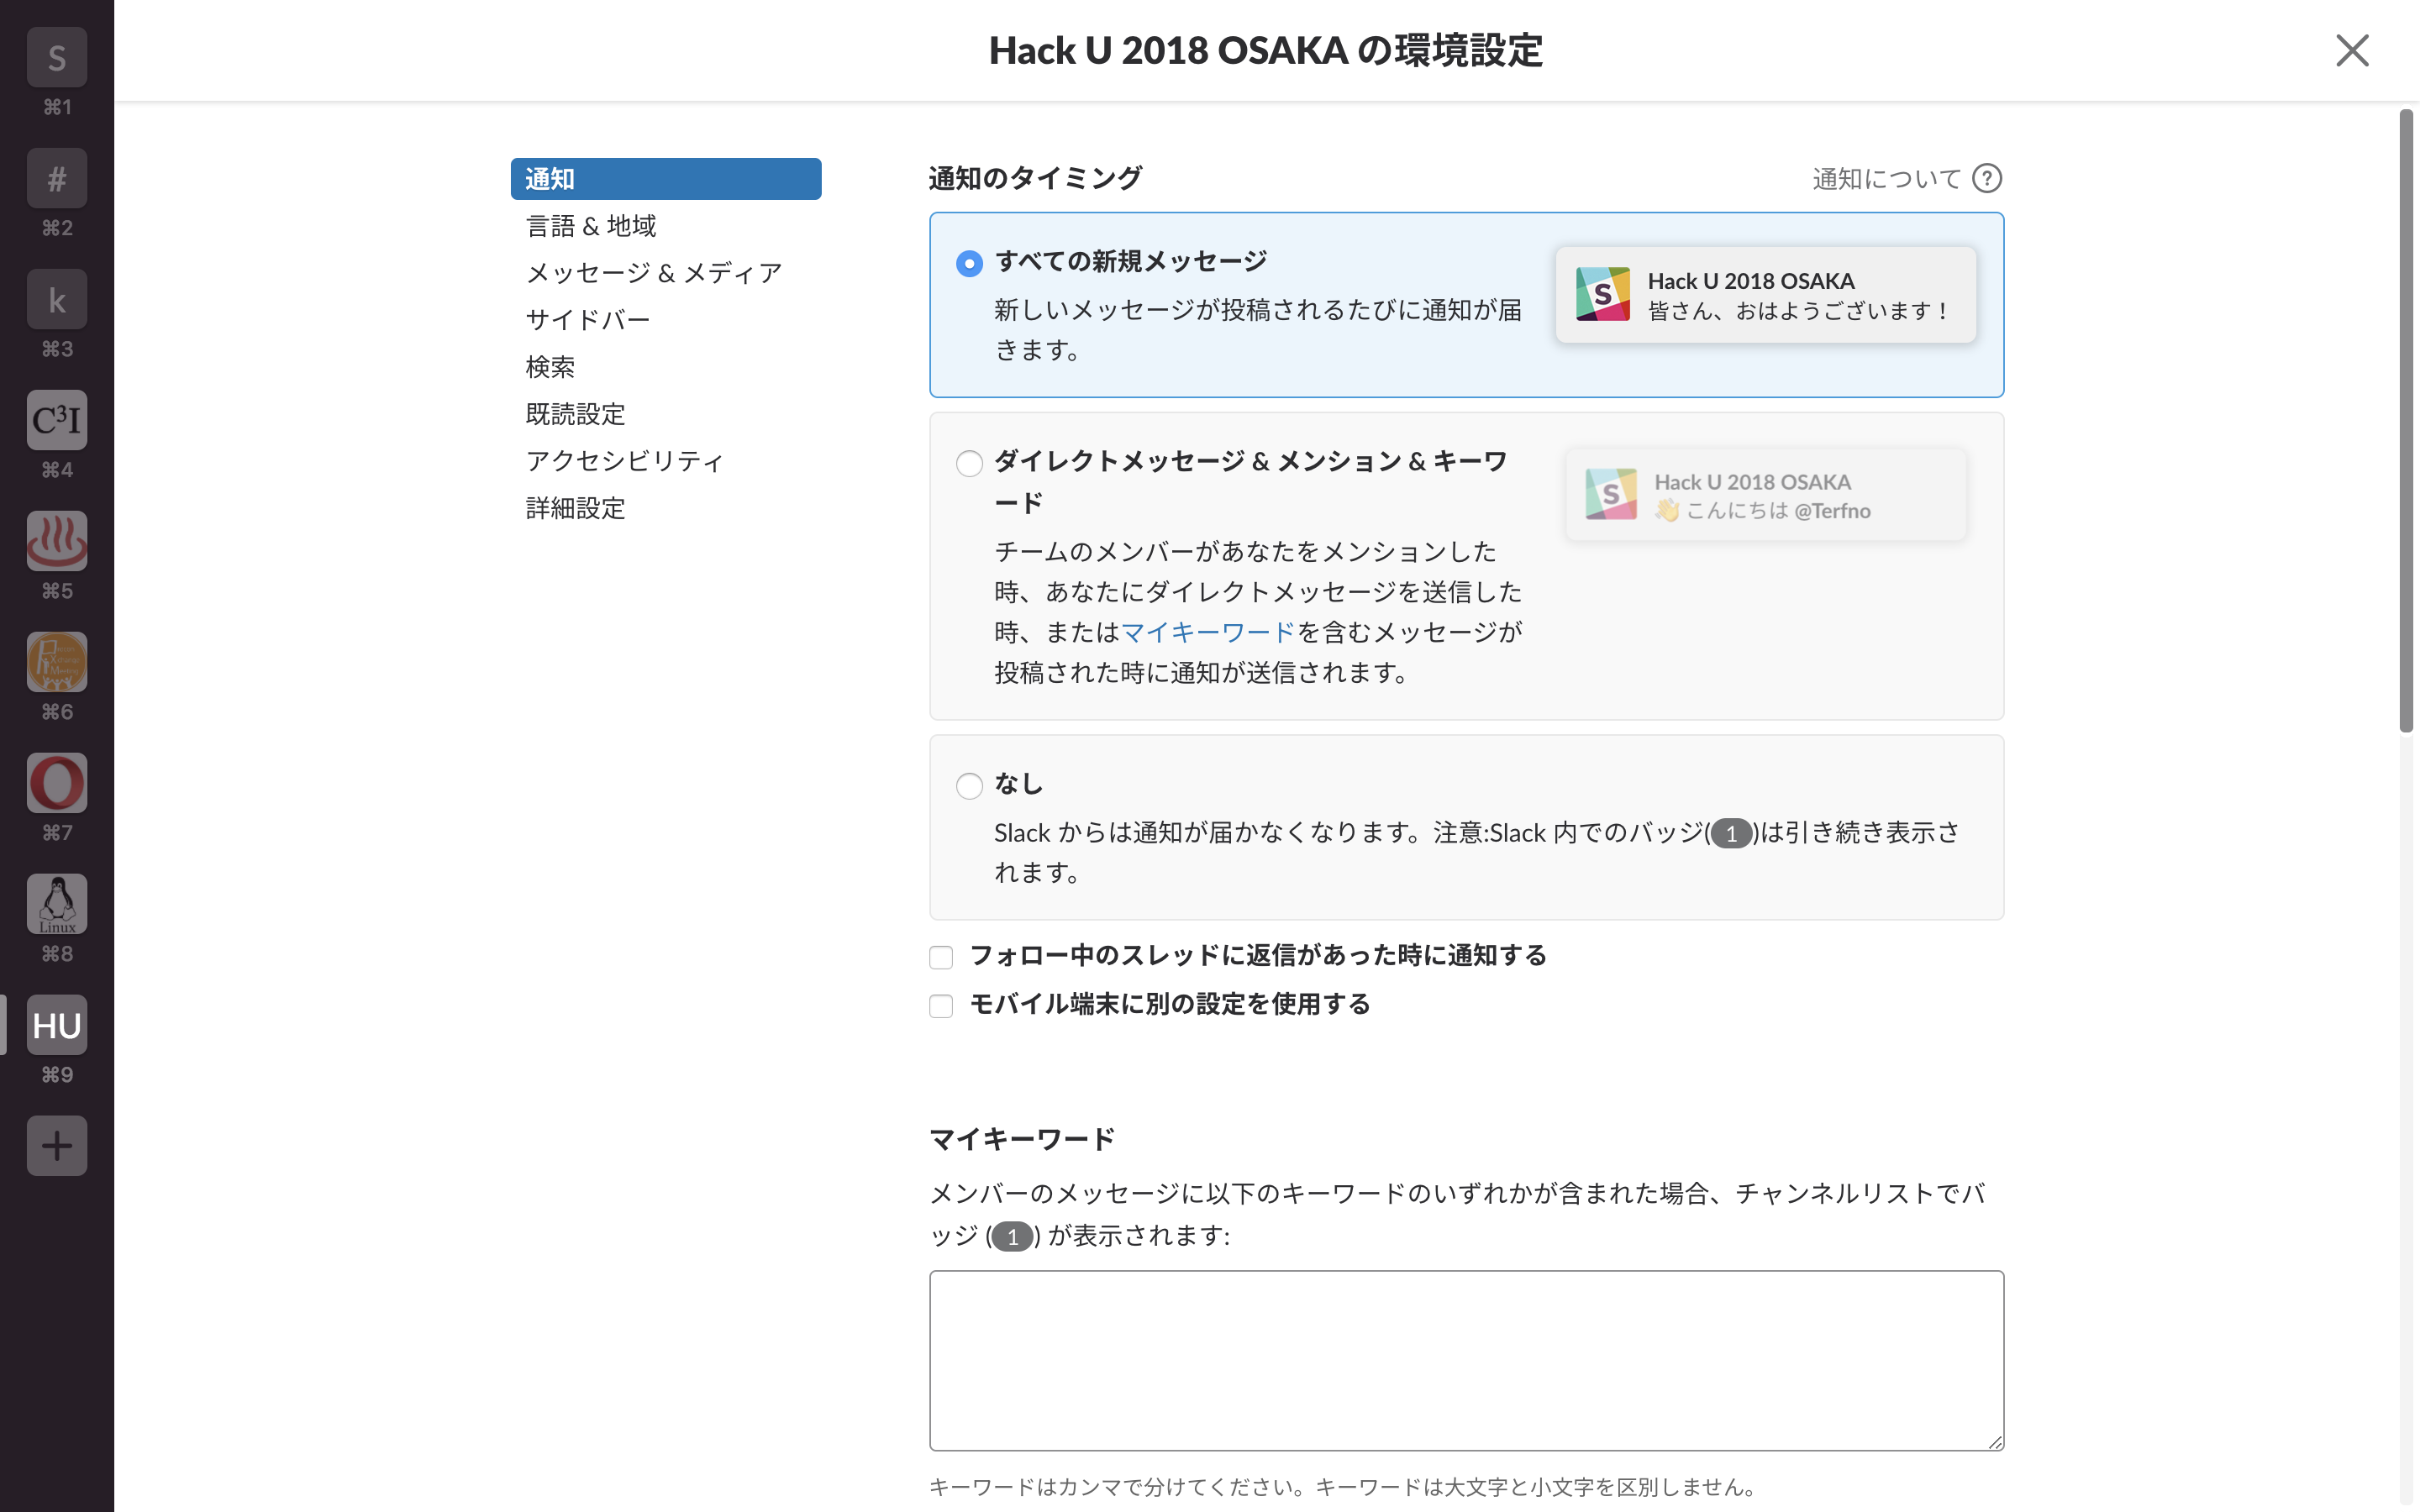 Hack U 2018 OSAKA の環境設定
S
⌘1
#
⌘2
k
⌘3
C³I
⌘4
⌘5
⌘6
⌘7
Linux
⌘8
HU
⌘9
通知
言語 & 地域
メッセージ & メディア
サイドバー
検索
既読設定
アクセシビリティ
詳細設定
通知のタイミング
通知について ?
すべての新規メッセージ
新しいメッセージが投稿されるたびに通知が届
きます。
S
Hack U 2018 OSAKA
皆さん、おはようございます！
ダイレクトメッセージ & メンション & キーワ
ード
チームのメンバーがあなたをメンションした
時、あなたにダイレクトメッセージを送信した
時、またはマイキーワードを含むメッセージが
投稿された時に通知が送信されます。
S
Hack U 2018 OSAKA
👋 こんにちは @Terfno
なし
Slack からは通知が届かなくなります。注意:Slack 内でのバッジ(1)は引き続き表示さ
れます。
フォロー中のスレッドに返信があった時に通知する
モバイル端末に別の設定を使用する
マイキーワード
メンバーのメッセージに以下のキーワードのいずれかが含まれた場合、チャンネルリストでバ
ッジ (1) が表示されます:
キーワードはカンマで分けてください。キーワードは大文字と小文字を区別しません。